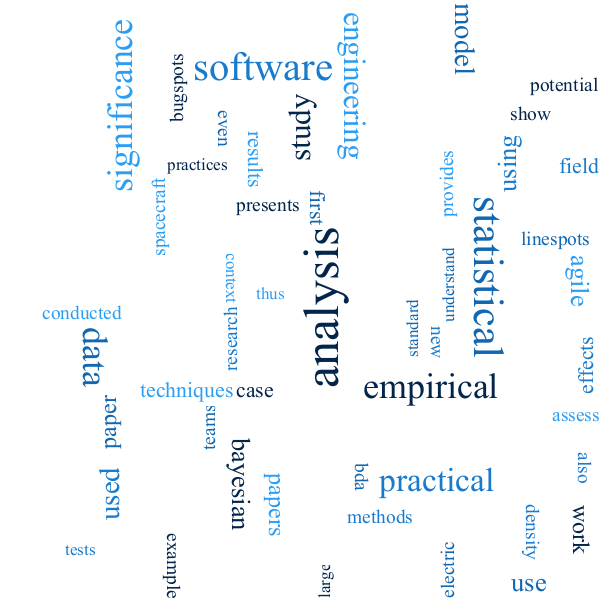 significance
bugspots
software
engineering
model
potential
show
study
even
results
practices
using
field
provides
spacecraft
presents
first
statistical
linespots
analysis
understand
agile
context
thus
standard
new
research
conducted
data
effects
techniques
case
empirical
paper
teams
assess
bayesian
used
papers
bda
practical
also
methods
density
work
tests
example
large
electric
use